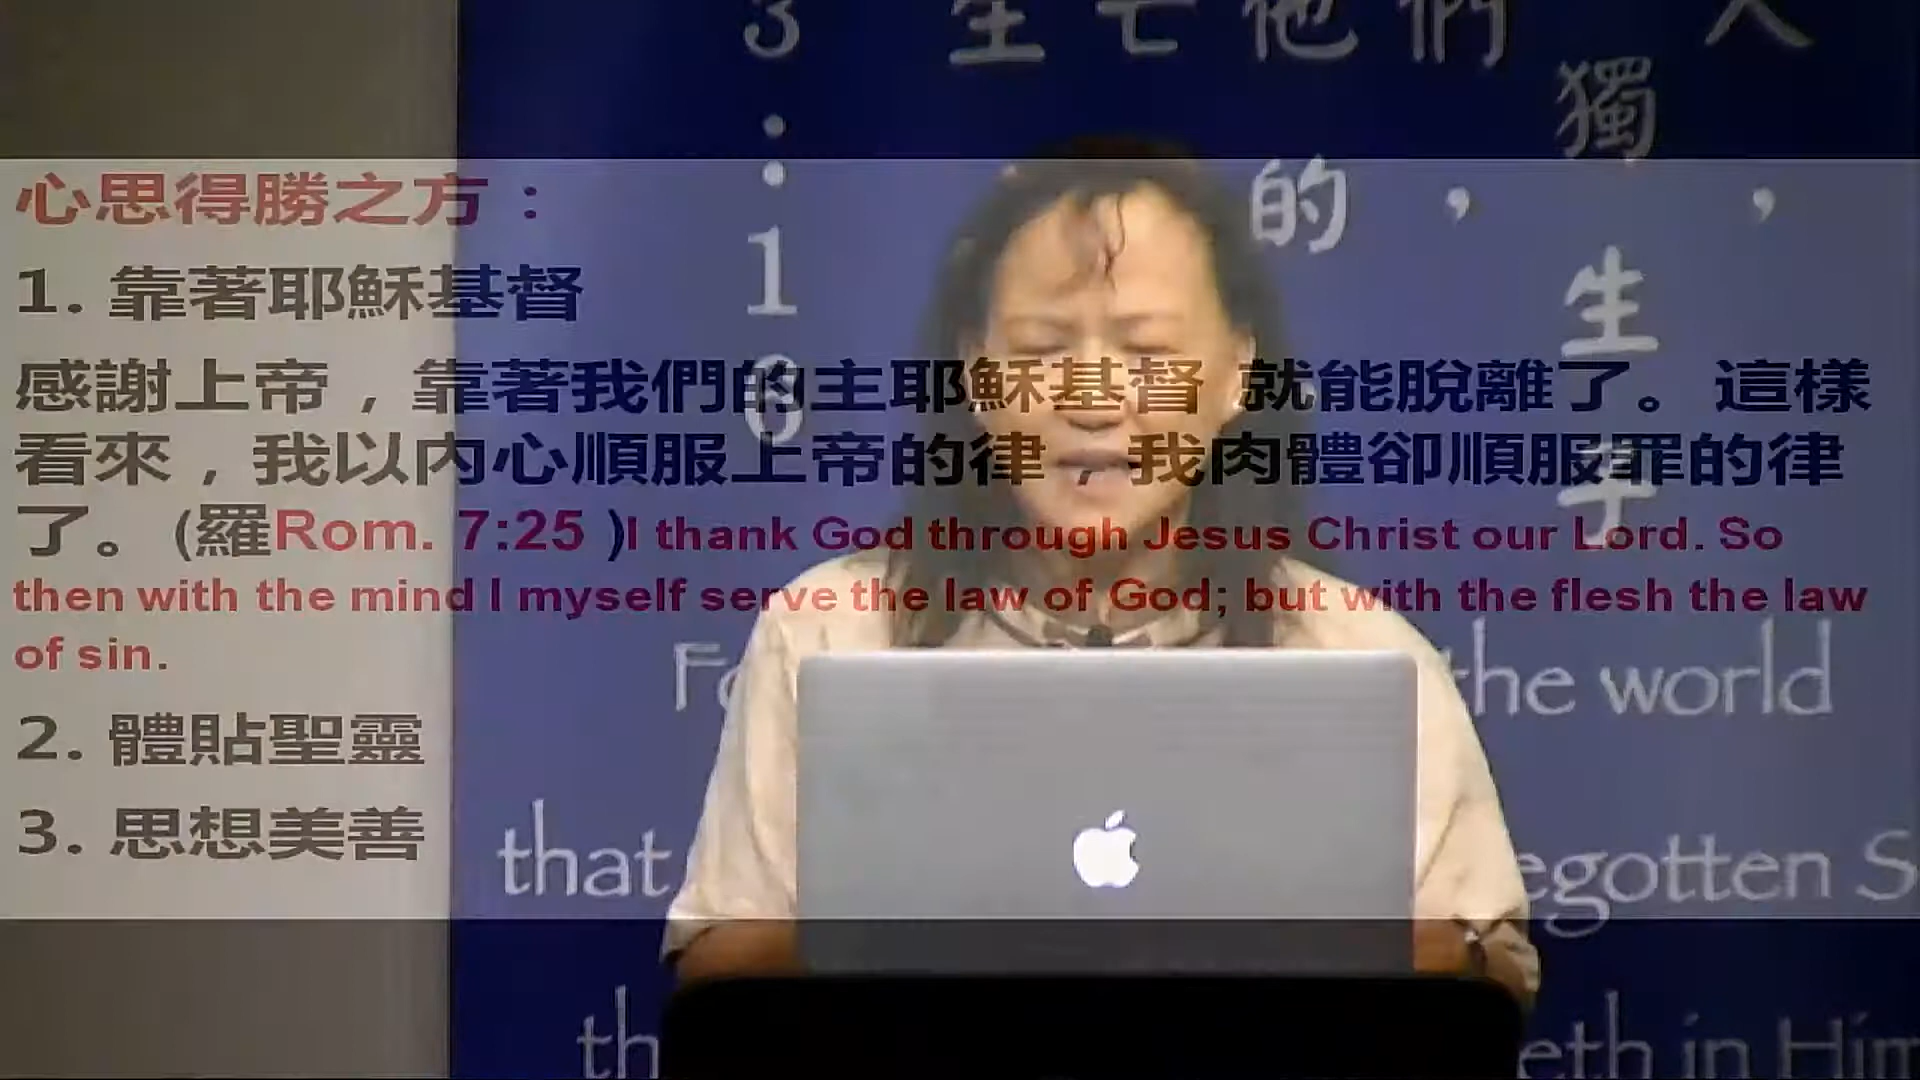 心思得勝之方：
1. 靠著耶穌基督
感謝上帝，靠著我們的主耶穌基督 就能脫離了。 這樣
看來，我以內心順服上帝的律，我肉體卻順服罪的律
了。 (羅Rom. 7:25 )I thank God through Jesus Christ our Lord. So
then with the mind I myself serve the law of God; but with the flesh the law
of sin.
2. 體貼聖靈
3. 思想美善
3:16
他們
的，
獨生子，
the world
that
egotten S
th
eth in Him